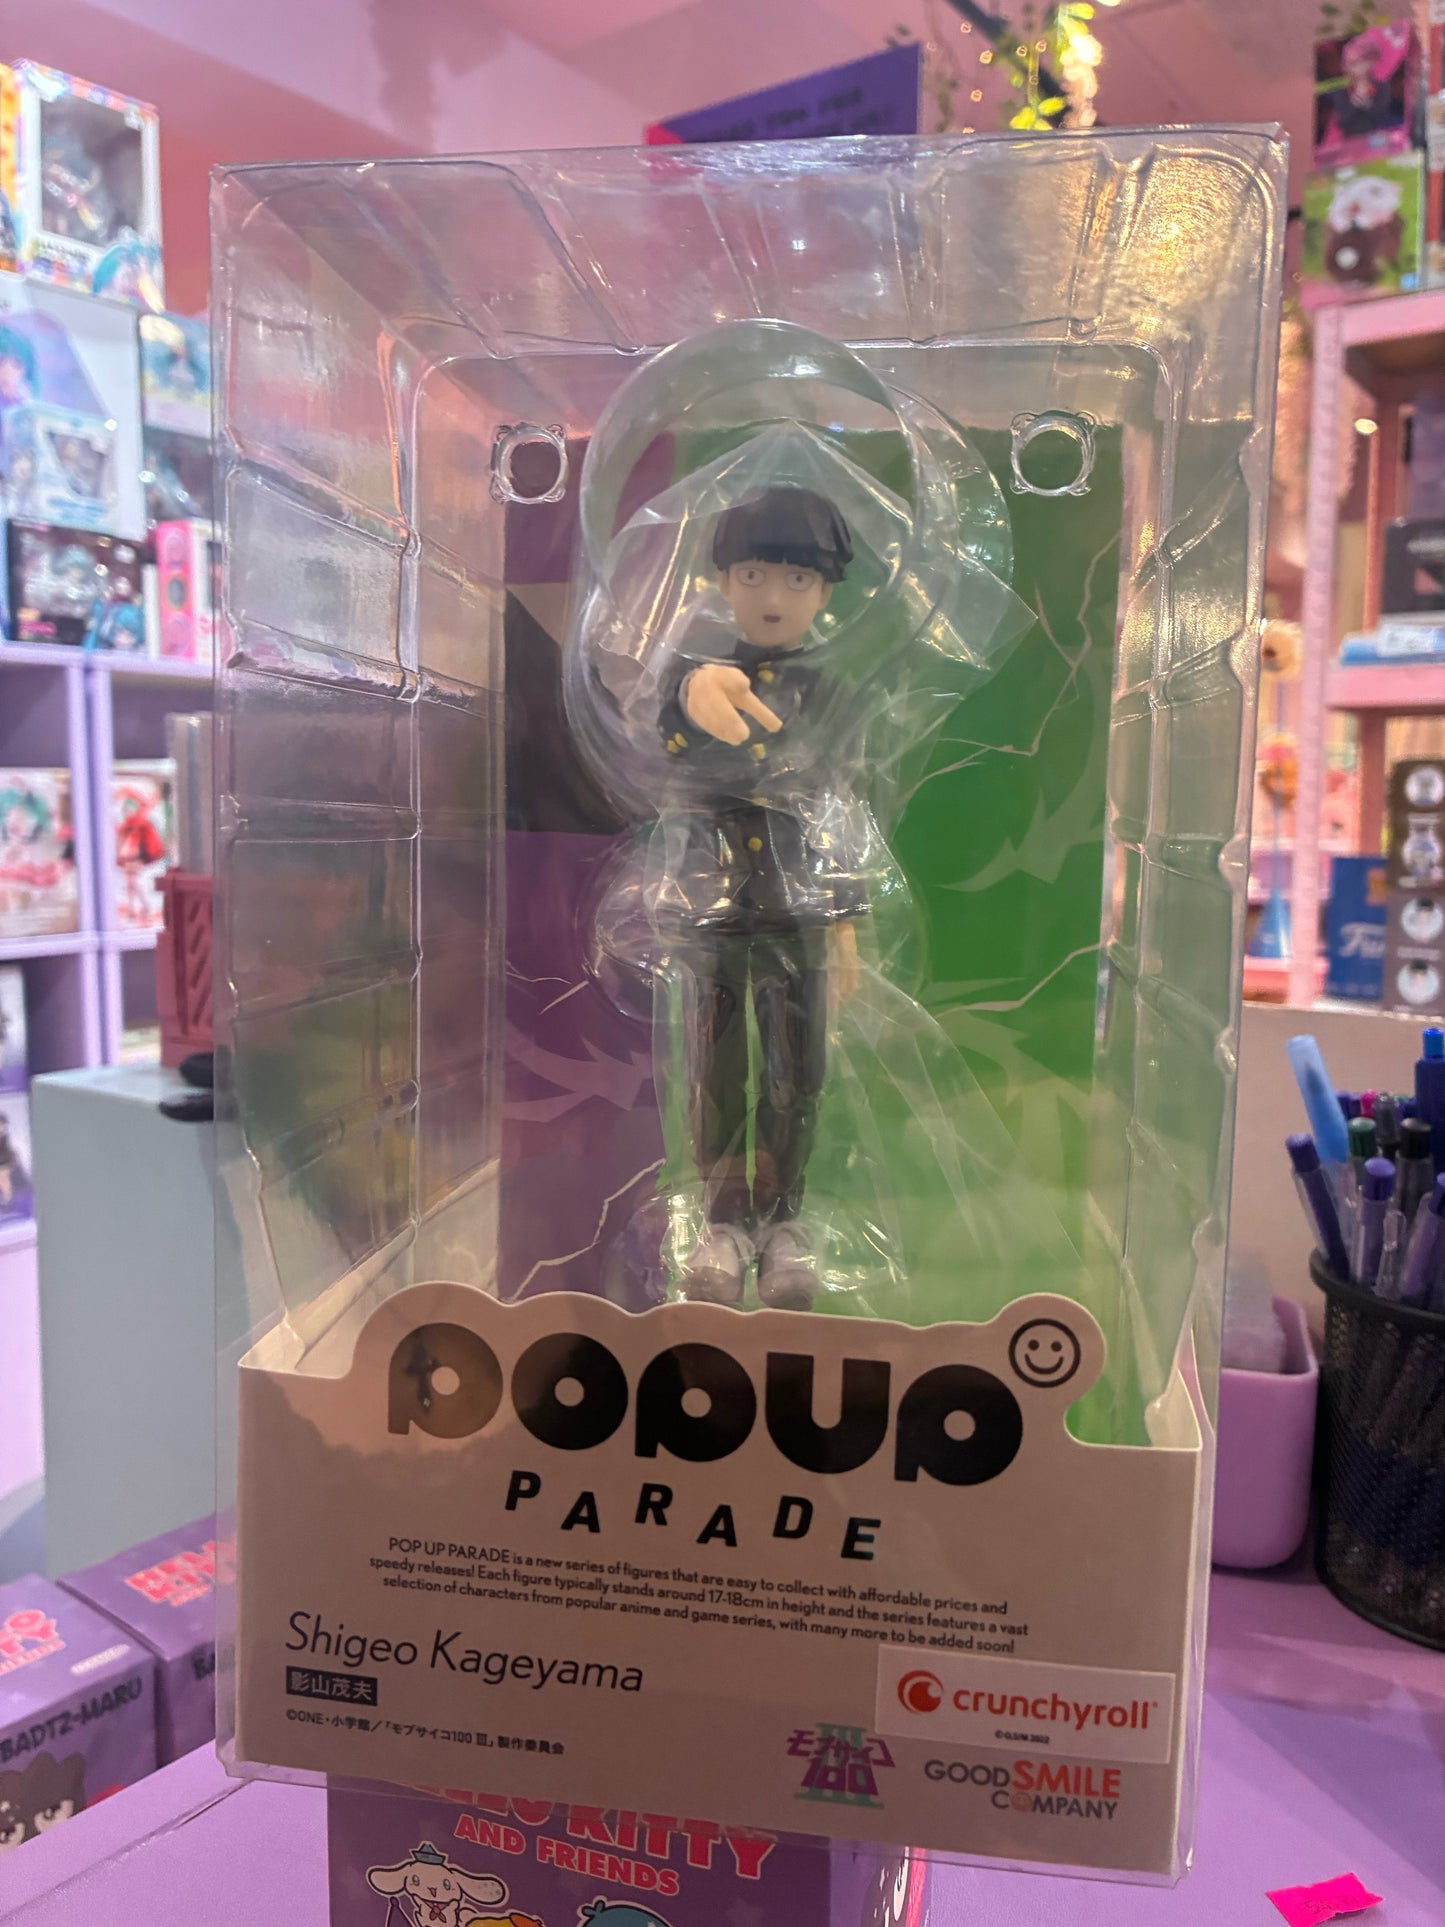 POPUP
PARADE
POP UP PARADE is a new series of figures that are easy to collect with affordable prices and
speedy releases! Each figure typically stands around 17-18cm in height and the series features a vast
selection of characters from popular anime and game series, with many more to be added soon!
Shigeo Kageyama
影山茂夫
©ONE・小学館/「モブサイコ100 Ⅲ」製作委員会
crunchyroll
モブサイコ
100
Ⅲ
GOOD SMILE
COMPANY
BADTZ-MARU
HELLO KITTY
AND FRIENDS